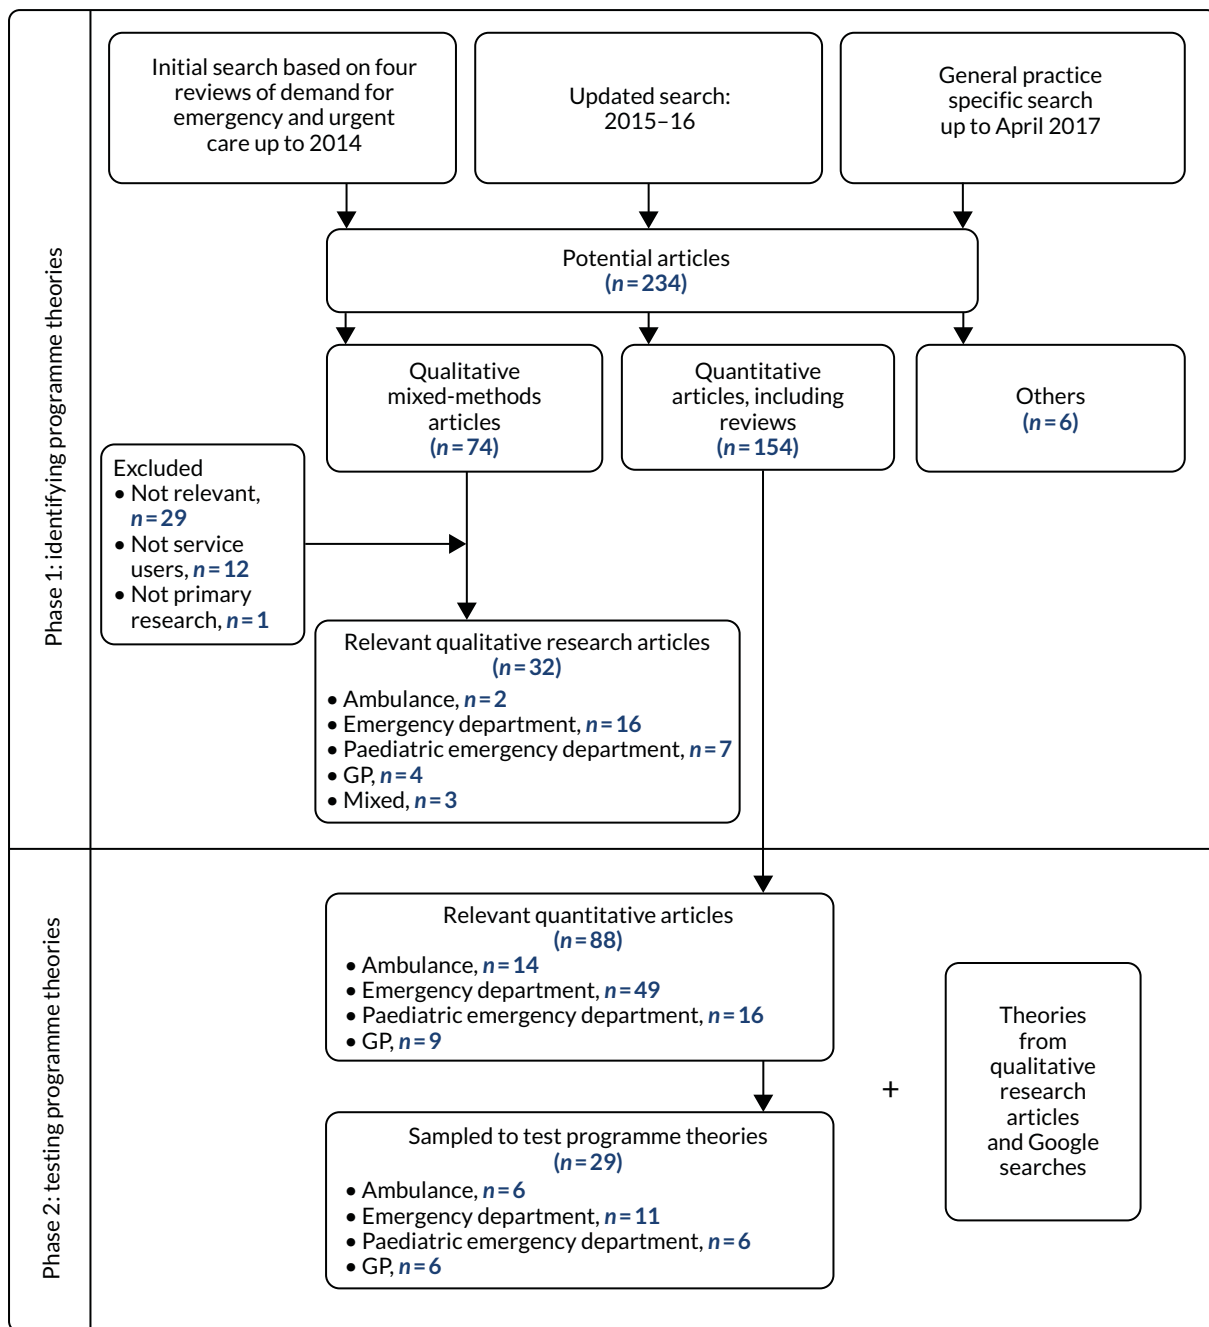 Phase 1: identifying programme theories
Initial search based on four
reviews of demand for
emergency and urgent
care up to 2014
Updated search:
2015–16
General practice
specific search
up to April 2017
Potential articles
(n=234)
Qualitative
mixed-methods
articles
(n=74)
Quantitative
articles, including
reviews
(n=154)
Others
(n=6)
Excluded
• Not relevant,
n=29
• Not service
users, n=12
• Not primary
research, n=1
Relevant qualitative research articles
(n=32)
• Ambulance, n=2
• Emergency department, n=16
• Paediatric emergency department, n=7
• GP, n=4
• Mixed, n=3
Phase 2: testing programme theories
Relevant quantitative articles
(n=88)
• Ambulance, n=14
• Emergency department, n=49
• Paediatric emergency department, n=16
• GP, n=9
+
Theories
from
qualitative
research
articles
and Google
searches
Sampled to test programme theories
(n=29)
• Ambulance, n=6
• Emergency department, n=11
• Paediatric emergency department, n=6
• GP, n=6